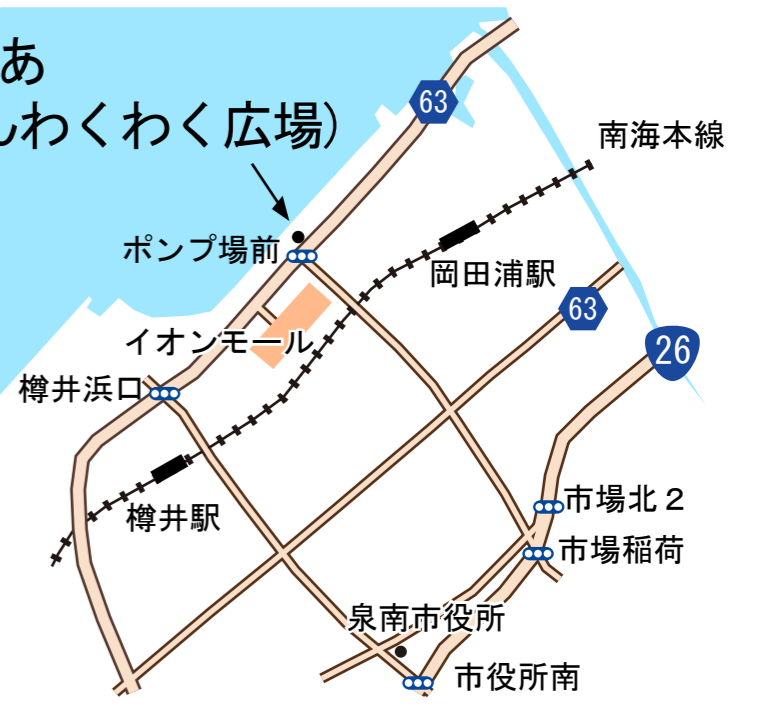 あ
んわくわく広場）
63
南海本線
ポンプ場前
岡田浦駅
63
イオンモール
26
樽井浜口
市場北２
樽井駅
市場稲荷
泉南市役所
市役所南